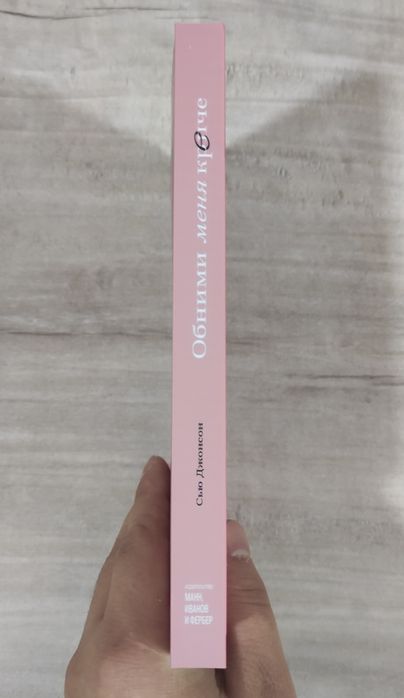 Обними меня крепче
Сью Джонсон
ИЗДАТЕЛЬСТВО
МАНН,
ИВАНОВ
И ФЕРБЕР